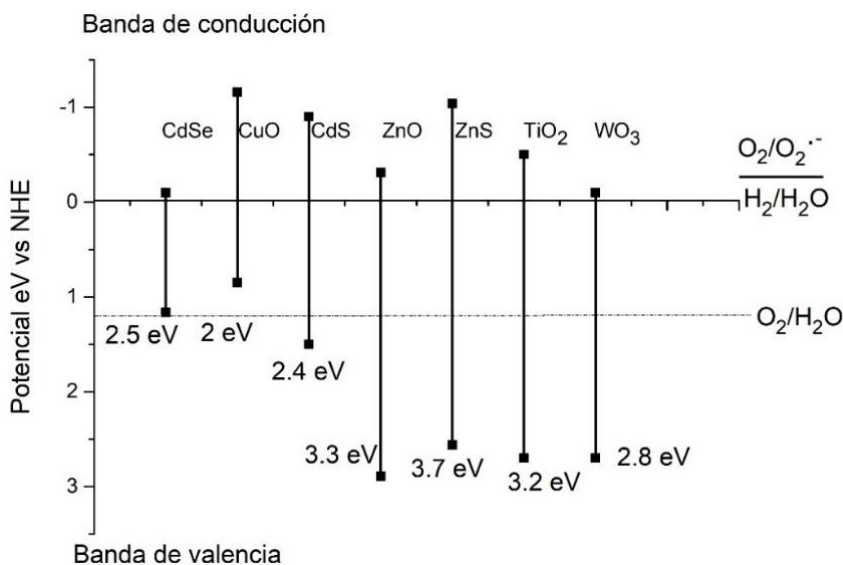 Banda de conducción
Potencial eV vs NHE
-1
0
1
2
3
CdSe CuO CdS ZnO ZnS TiO₂ WO₃
O₂/O₂·⁻
H₂/H₂O
O₂/H₂O
2.5 eV 2 eV
2.4 eV
3.3 eV 3.7 eV 3.2 eV 2.8 eV
Banda de valencia